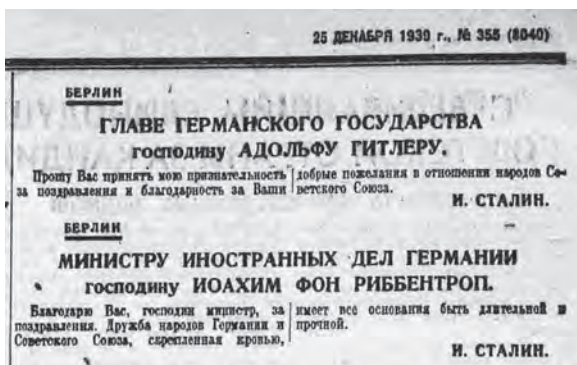 25 ДЕКАБРЯ 1939 г., № 355 (8040)
БЕРЛИН
ГЛАВЕ ГЕРМАНСКОГО ГОСУДАРСТВА
господину АДОЛЬФУ ГИТЛЕРУ.
Прошу Вас принять мою признательность
за поздравления и благодарность за Ваши
добрые пожелания в отношении народов Со-
ветского Союза.
И. СТАЛИН.
БЕРЛИН
МИНИСТРУ ИНОСТРАННЫХ ДЕЛ ГЕРМАНИИ
господину ИОАХИМ ФОН РИББЕНТРОП.
Благодарю Вас, господин министр, за
поздравления. Дружба народов Германии и
Советского Союза, скрепленная кровью,
имеет все основания быть длительной и
прочной.
И. СТАЛИН.